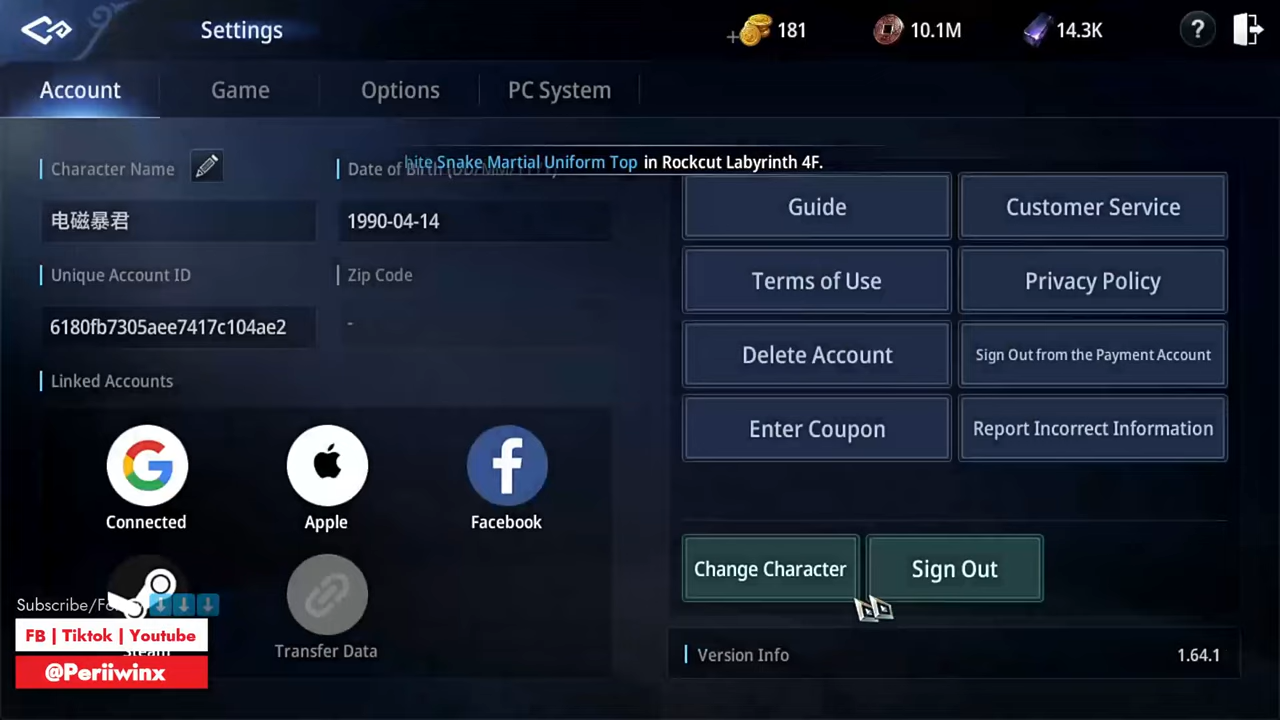 Settings
181
10.1M
14.3K
?
Account
Game
Options
PC System
Snake Martial Uniform Top in Rockcut Labyrinth 4F.
Character Name
Date of Birth
电磁暴君
1990-04-14
Unique Account ID
Zip Code
6180fb7305aee7417c104ae2
-
Linked Accounts
Connected
Apple
Facebook
Steam
Transfer Data
Guide
Customer Service
Terms of Use
Privacy Policy
Delete Account
Sign Out from the Payment Account
Enter Coupon
Report Incorrect Information
Change Character
Sign Out
Version Info
1.64.1
Subscribe/Fo
FB | Tiktok | Youtube
@Periiwinx